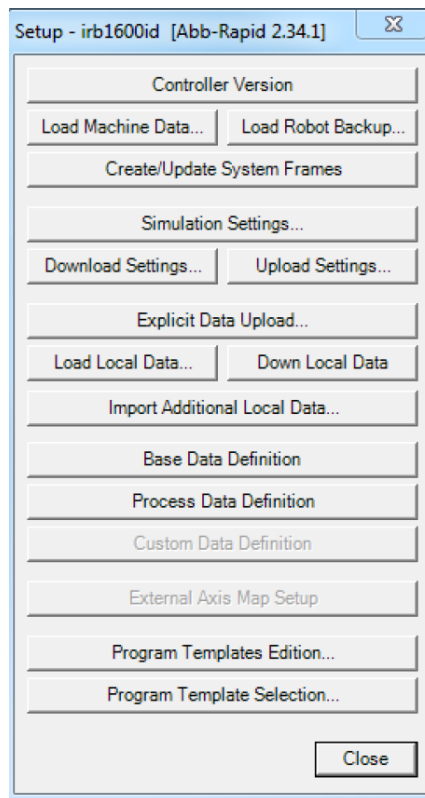 Setup - irb1600id [Abb-Rapid 2.34.1]
Controller Version
Load Machine Data... Load Robot Backup...
Create/Update System Frames
Simulation Settings...
Download Settings... Upload Settings...
Explicit Data Upload...
Load Local Data... Down Local Data
Import Additional Local Data...
Base Data Definition
Process Data Definition
Custom Data Definition
External Axis Map Setup
Program Templates Edition...
Program Template Selection...
Close